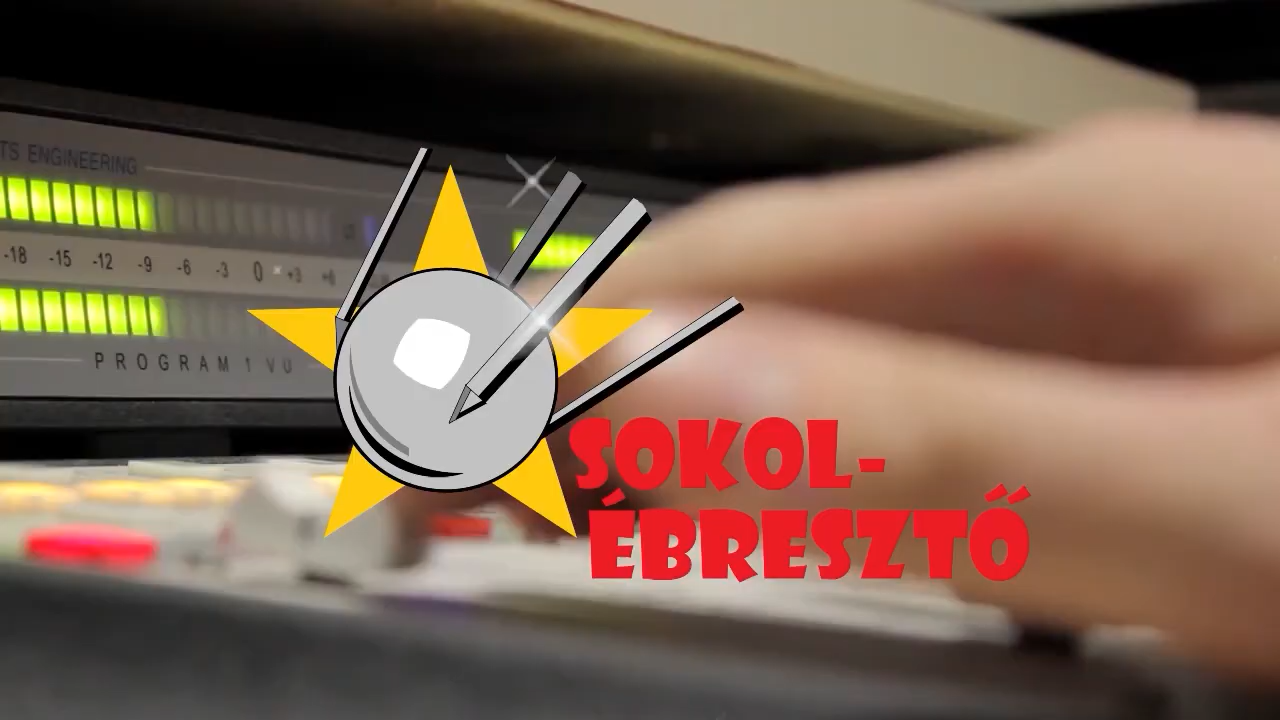 TS ENGINEERING
-18 -15 -12 -9 -6 -3 0 +3 +6
PROGRAM 1 VU
SOKOL-
ÉBRESZTŐ